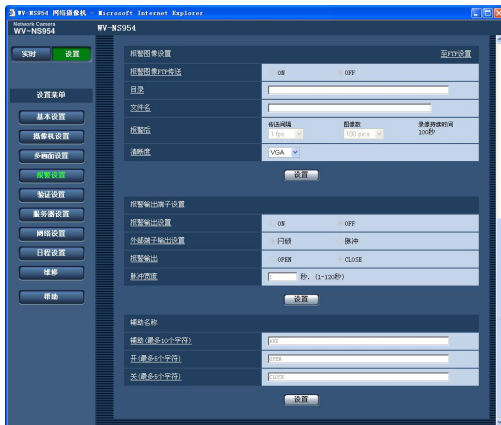 WV-NS954 网络摄像机 - Microsoft Internet Explorer
Network Camera
WV-NS954
WV-NS954
实时
设置
设置菜单
基本设置
摄像机设置
多画面设置
报警设置
验证设置
服务器设置
网络设置
日程设置
维修
帮助
报警图像设置 至FTP设置
报警图像FTP传送 ON OFF
目录
文件名
报警后 传送间隔 图像数 录像持续时间
1 fps 100 pics 100秒
清晰度 VGA
设置
报警输出端子设置
报警输出设置 ON OFF
外部端子输出设置 闩锁 脉冲
报警输出 OPEN CLOSE
脉冲宽度 1 秒, (1-120秒)
设置
辅助名称
辅助(最多10个字符) AUX
开(最多5个字符) OPEN
关(最多5个字符) CLOSE
设置